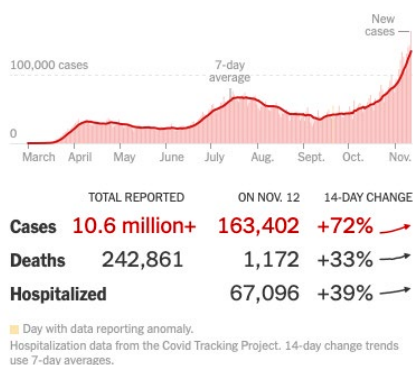 New
cases
100,000 cases
7-day
average
0
March April May June July Aug. Sept. Oct. Nov.
TOTAL REPORTED ON NOV. 12 14-DAY CHANGE
Cases 10.6 million+ 163,402 +72%
Deaths 242,861 1,172 +33%
Hospitalized 67,096 +39%
Day with data reporting anomaly.
Hospitalization data from the Covid Tracking Project. 14-day change trends
use 7-day averages.